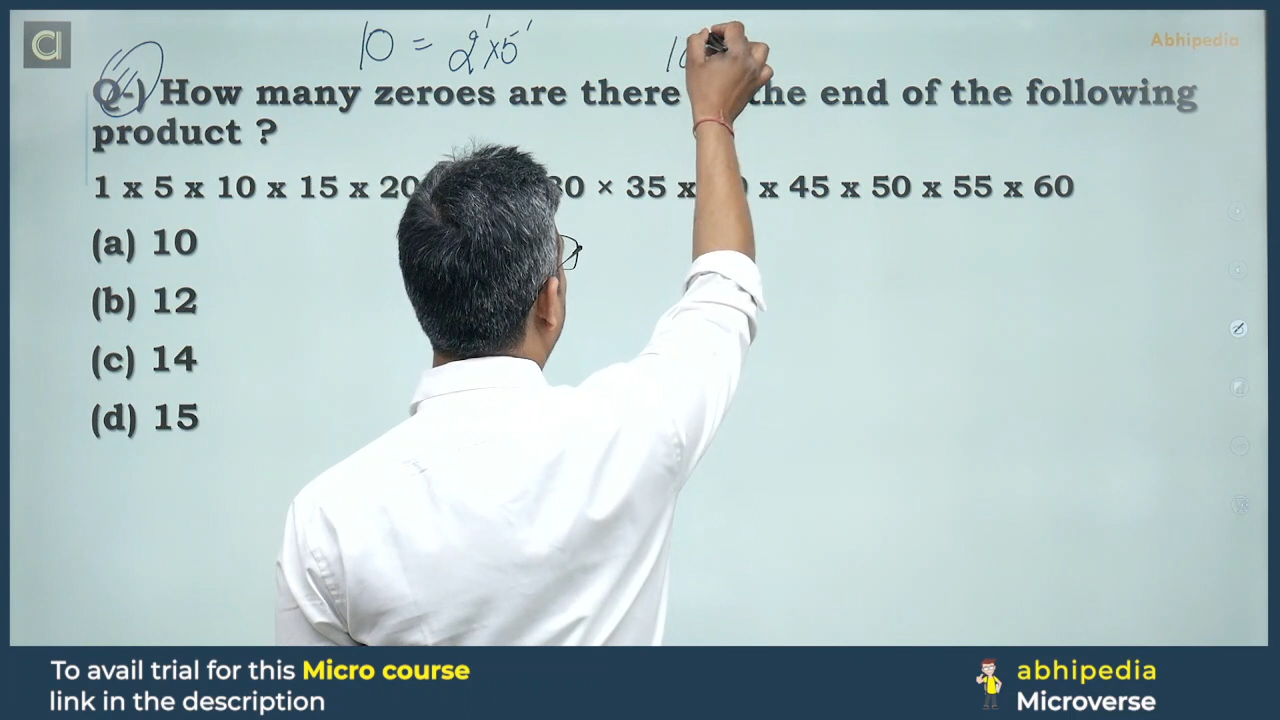 10 = 2¹x5¹
Abhipedia
Q-) How many zeroes are there the end of the following
product ?
1 x 5 x 10 x 15 x 20 30 × 35 x x 45 x 50 x 55 x 60
(a) 10
(b) 12
(c) 14
(d) 15
To avail trial for this Micro course
link in the description
abhipedia
Microverse